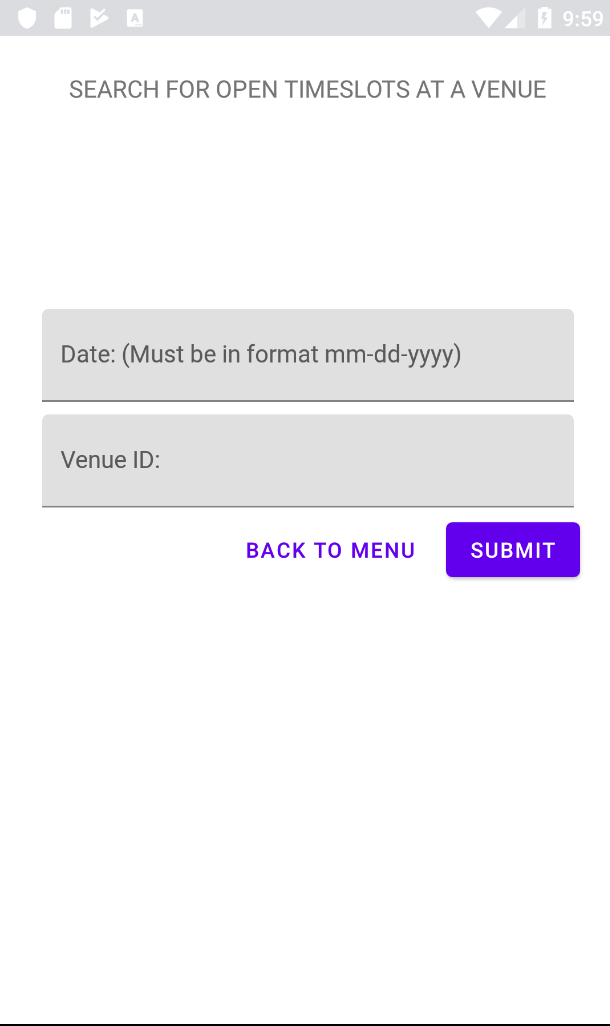 9:59
SEARCH FOR OPEN TIMESLOTS AT A VENUE
Date: (Must be in format mm-dd-yyyy)
Venue ID:
BACK TO MENU SUBMIT